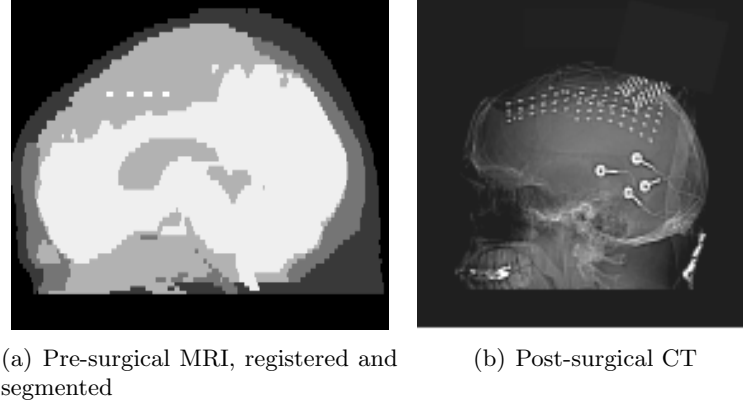 (a) Pre-surgical MRI, registered and
segmented
(b) Post-surgical CT